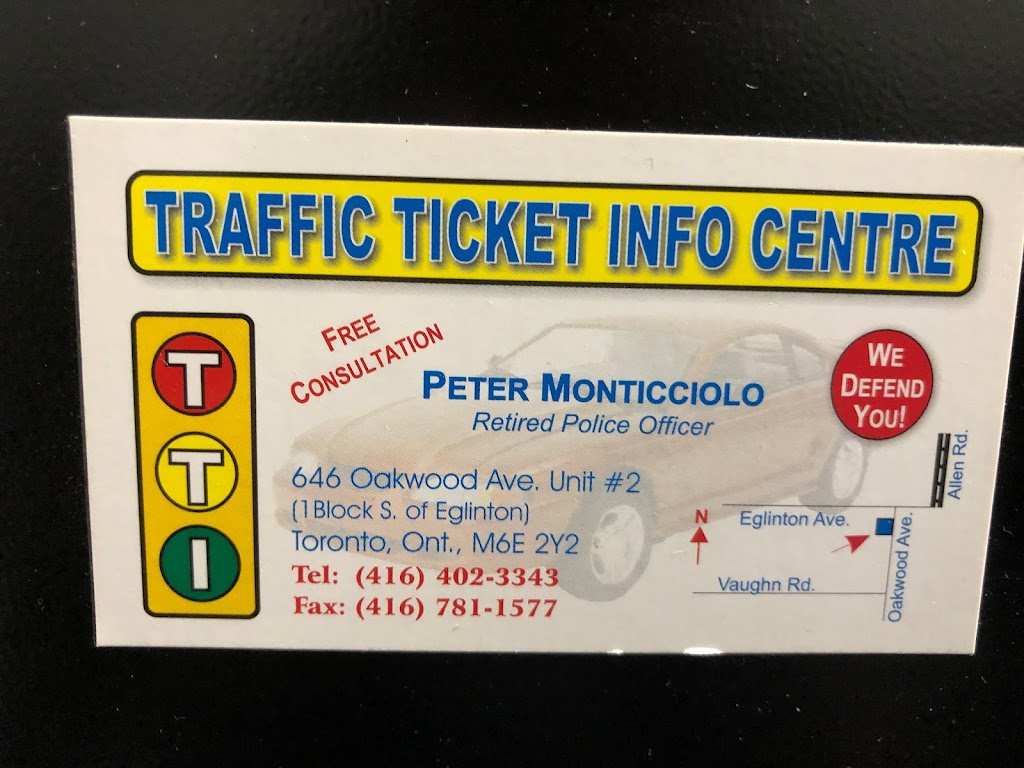 TRAFFIC TICKET INFO CENTRE
T
T
I
FREE
CONSULTATION
PETER MONTICCIOLO
Retired Police Officer
WE
DEFEND
YOU!
646 Oakwood Ave. Unit #2
(1Block S. of Eglinton)
Toronto, Ont., M6E 2Y2
Tel: (416) 402-3343
Fax: (416) 781-1577
N
Eglinton Ave.
Vaughn Rd.
Oakwood Ave.
Allen Rd.